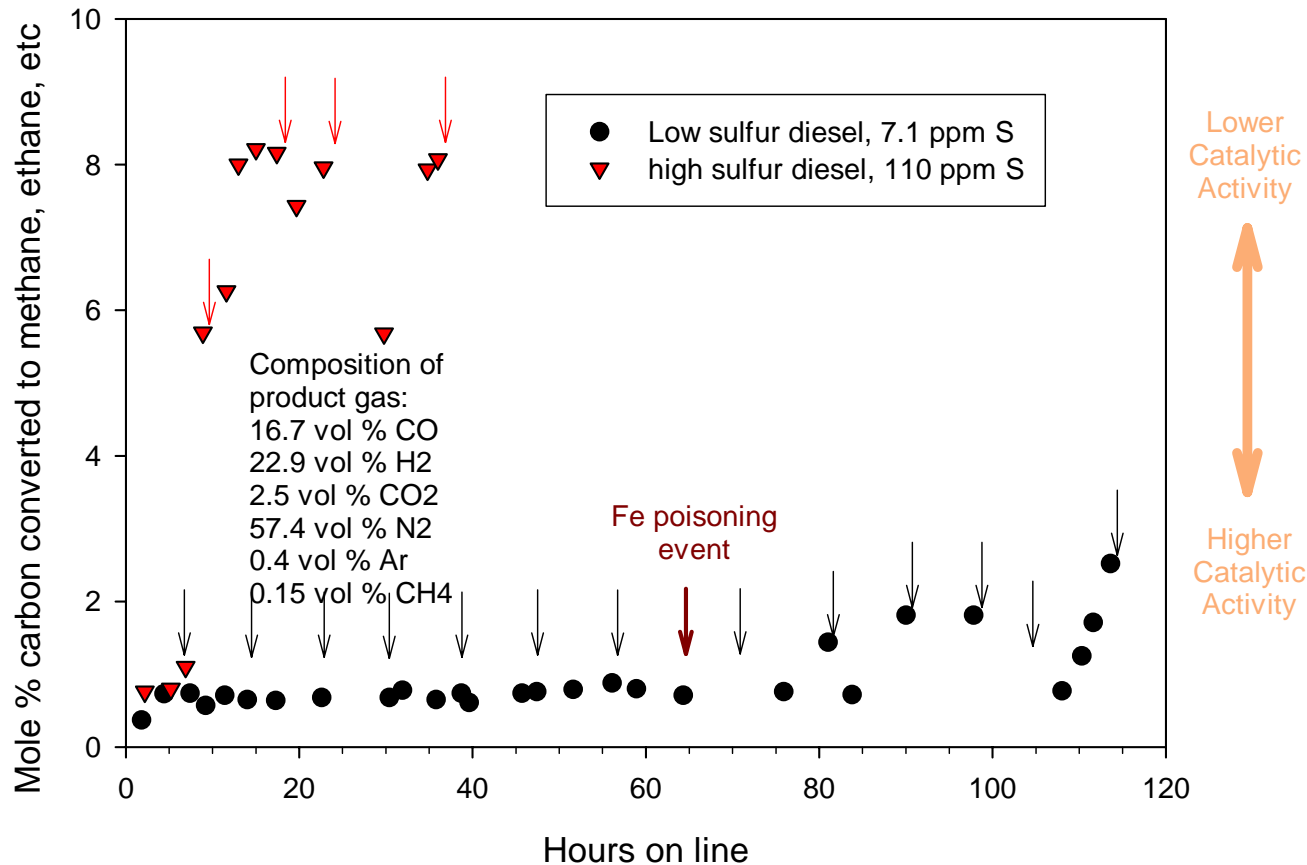 Mole % carbon converted to methane, ethane, etc
10
8
6
4
2
0
Low sulfur diesel, 7.1 ppm S
high sulfur diesel, 110 ppm S
Composition of
product gas:
16.7 vol % CO
22.9 vol % H2
2.5 vol % CO2
57.4 vol % N2
0.4 vol % Ar
0.15 vol % CH4
Fe poisoning
event
Lower
Catalytic
Activity
Higher
Catalytic
Activity
0 20 40 60 80 100 120
Hours on line